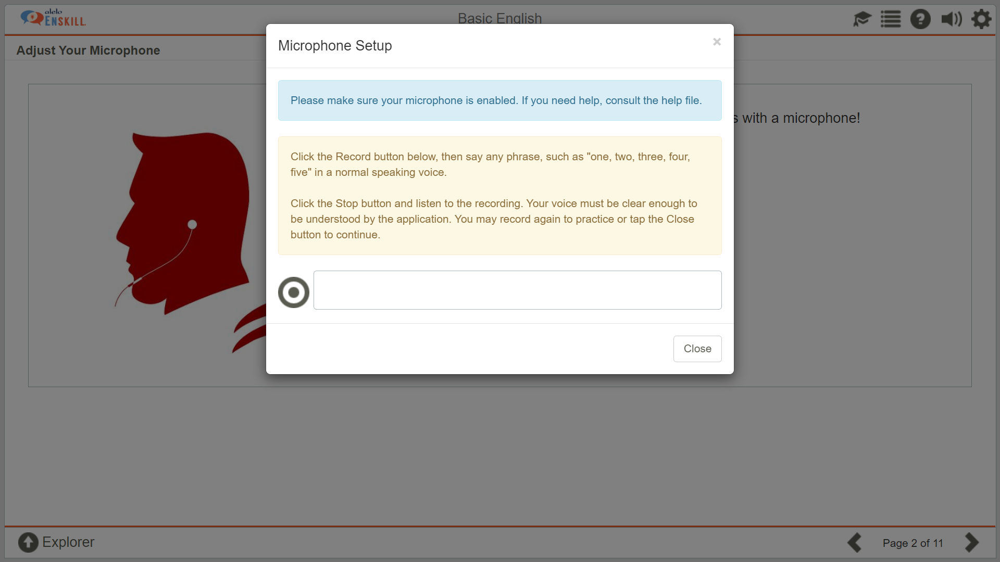 alelo
ENSKILL.
Basic English
Adjust Your Microphone
Microphone Setup
×
Please make sure your microphone is enabled. If you need help, consult the help file.
s with a microphone!
Click the Record button below, then say any phrase, such as "one, two, three, four,
five" in a normal speaking voice.
Click the Stop button and listen to the recording. Your voice must be clear enough to
be understood by the application. You may record again to practice or tap the Close
button to continue.
Close
Explorer
Page 2 of 11